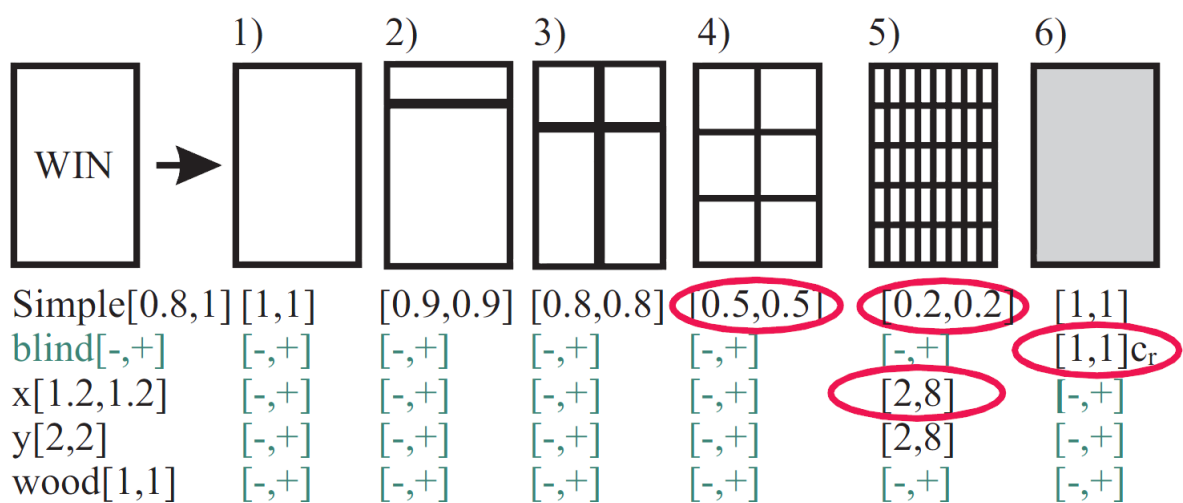 1) 2) 3) 4) 5) 6)
WIN
Simple[0.8,1] [1,1] [0.9,0.9] [0.8,0.8] [0.5,0.5] [0.2,0.2] [1,1]
blind[-,+] [-,+] [-,+] [-,+] [-,+] [-,+] [1,1]cᵣ
x[1.2,1.2] [-,+] [-,+] [-,+] [-,+] [2,8] [-,+]
y[2,2] [-,+] [-,+] [-,+] [-,+] [2,8] [-,+]
wood[1,1] [-,+] [-,+] [-,+] [-,+] [-,+] [-,+]